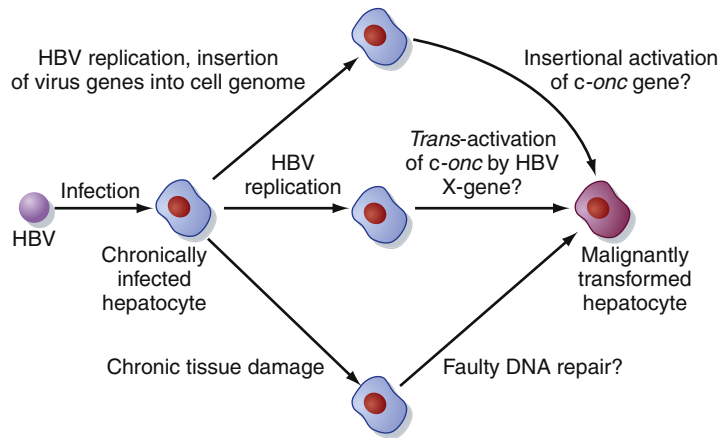 HBV replication, insertion
of virus genes into cell genome
Insertional activation
of c-onc gene?
Infection
HBV
HBV
replication
Trans-activation
of c-onc by HBV
X-gene?
Chronically
infected
hepatocyte
Malignantly
transformed
hepatocyte
Chronic tissue damage
Faulty DNA repair?